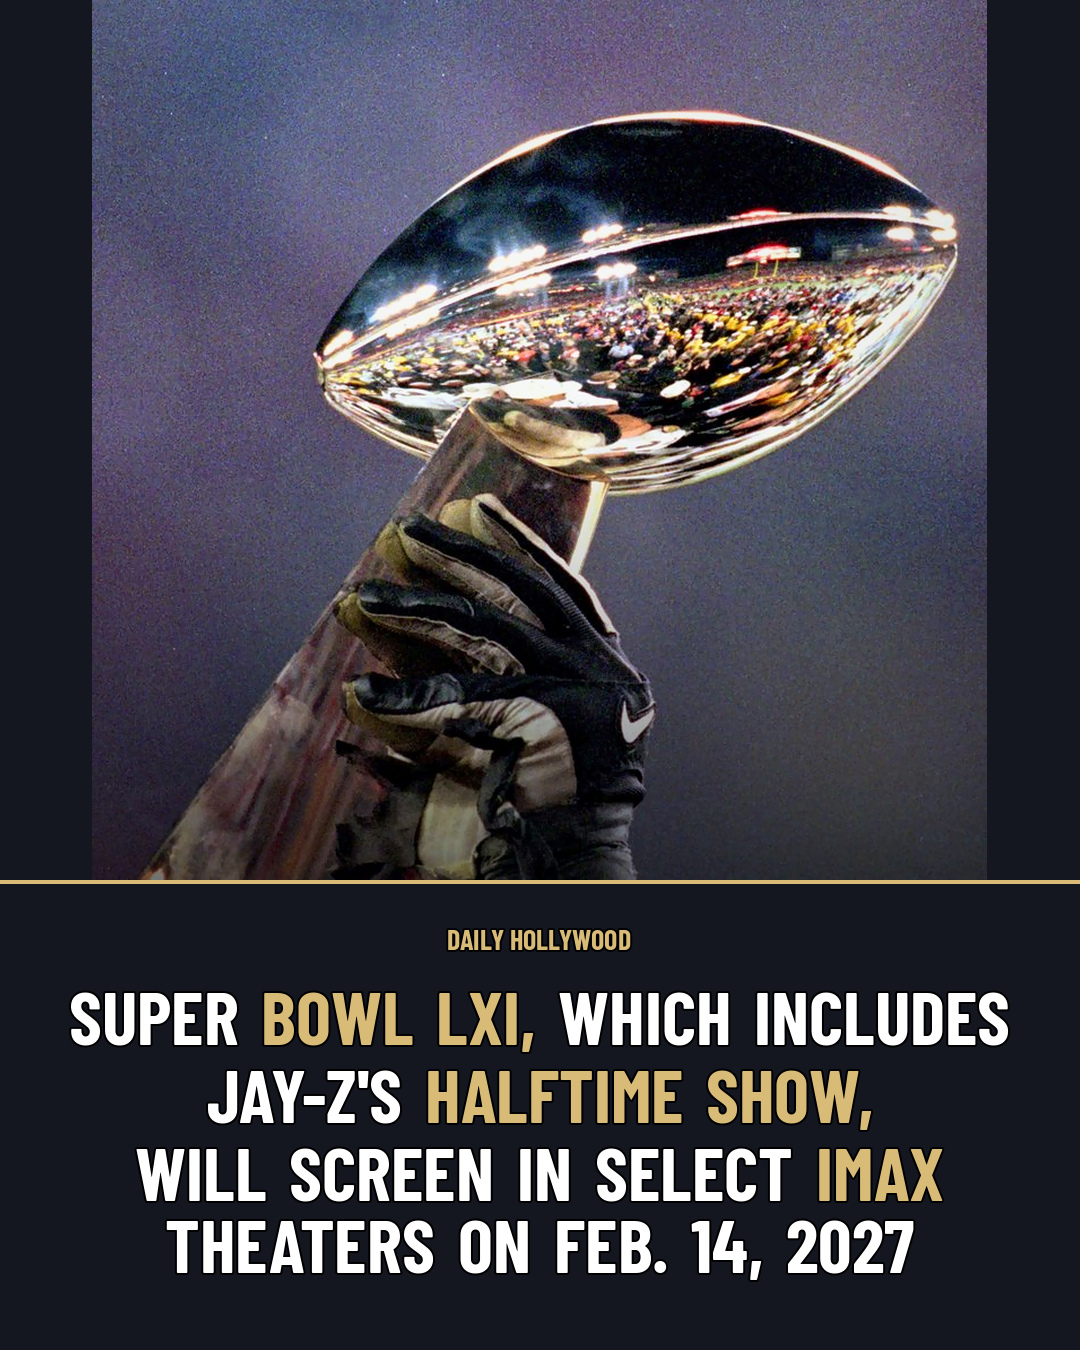 DAILY HOLLYWOOD
SUPER BOWL LXI, WHICH INCLUDES
JAY-Z'S HALFTIME SHOW,
WILL SCREEN IN SELECT IMAX
THEATERS ON FEB. 14, 2027